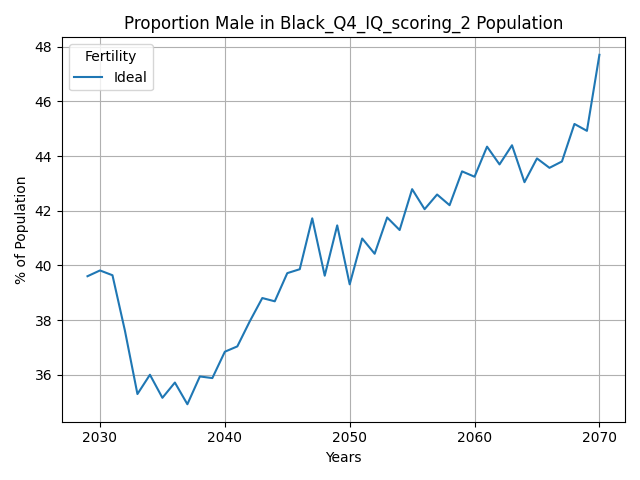 Proportion Male in Black_Q4_IQ_scoring_2 Population
Fertility
Ideal
% of Population
48
46
44
42
40
38
36
2030 2040 2050 2060 2070
Years